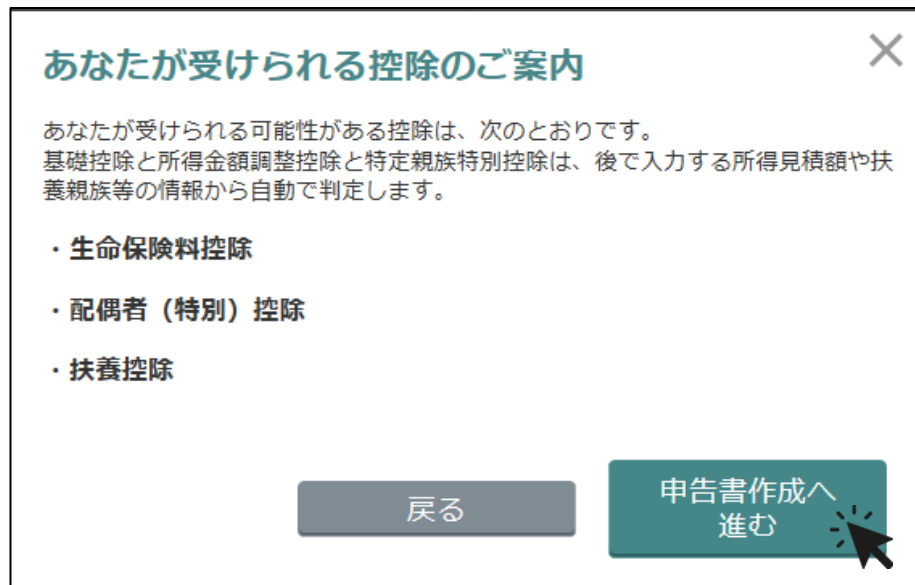 あなたが受けられる控除のご案内
あなたが受けられる可能性がある控除は、次のとおりです。
基礎控除と所得金額調整控除と特定親族特別控除は、後で入力する所得見積額や扶
養親族等の情報から自動で判定します。
・生命保険料控除
・配偶者（特別）控除
・扶養控除
戻る
申告書作成へ
進む